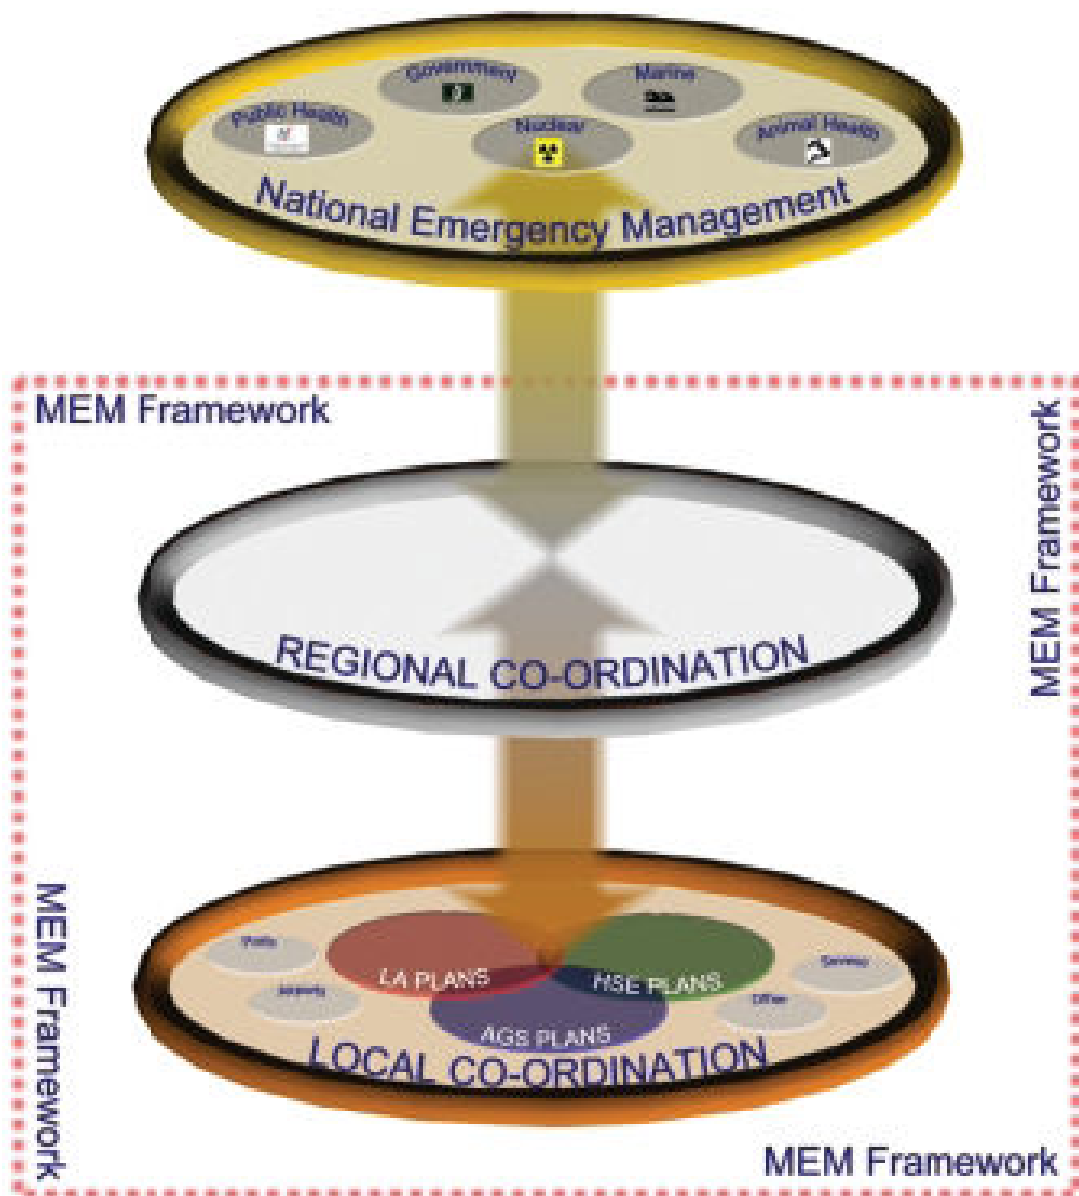 Government
Marine
Public Health
Nuclear
Animal Health
National Emergency Management
MEM Framework
MEM Framework
REGIONAL CO-ORDINATION
MEM Framework
LA PLANS
HSE PLANS
Other
AGS PLANS
LOCAL CO-ORDINATION
MEM Framework